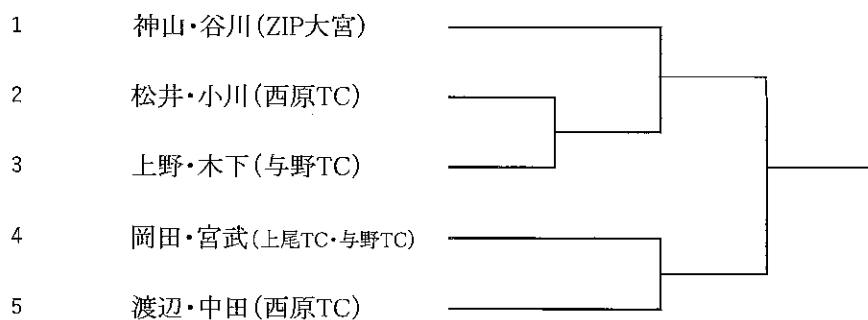 1 神山・谷川(ZIP大宮)
2 松井・小川(西原TC)
3 上野・木下(与野TC)
4 岡田・宮武(上尾TC・与野TC)
5 渡辺・中田(西原TC)